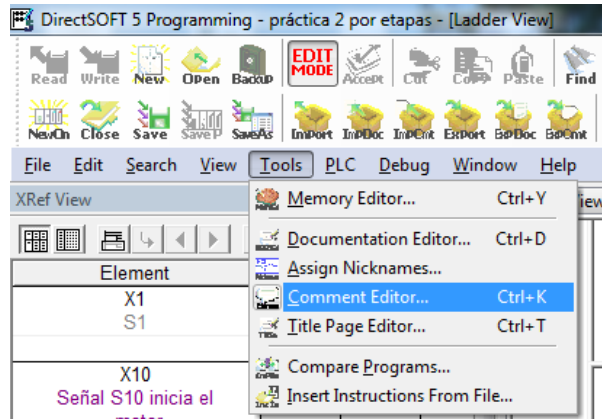 DirectSOFT 5 Programming - práctica 2 por etapas - [Ladder View]
Read Write New Open Backup EDIT MODE Accept Cut Copy Paste Find
NewOn Close Save SaveP SaveAs Import ImpDoc ImpCmt Export ExpDoc ExpCmt
File Edit Search View Tools PLC Debug Window Help
XRef View
Memory Editor... Ctrl+Y
Documentation Editor... Ctrl+D
Element
Assign Nicknames...
X1
Comment Editor... Ctrl+K
S1
Title Page Editor... Ctrl+T
X10
Compare Programs...
Señal S10 inicia el
Insert Instructions From File...